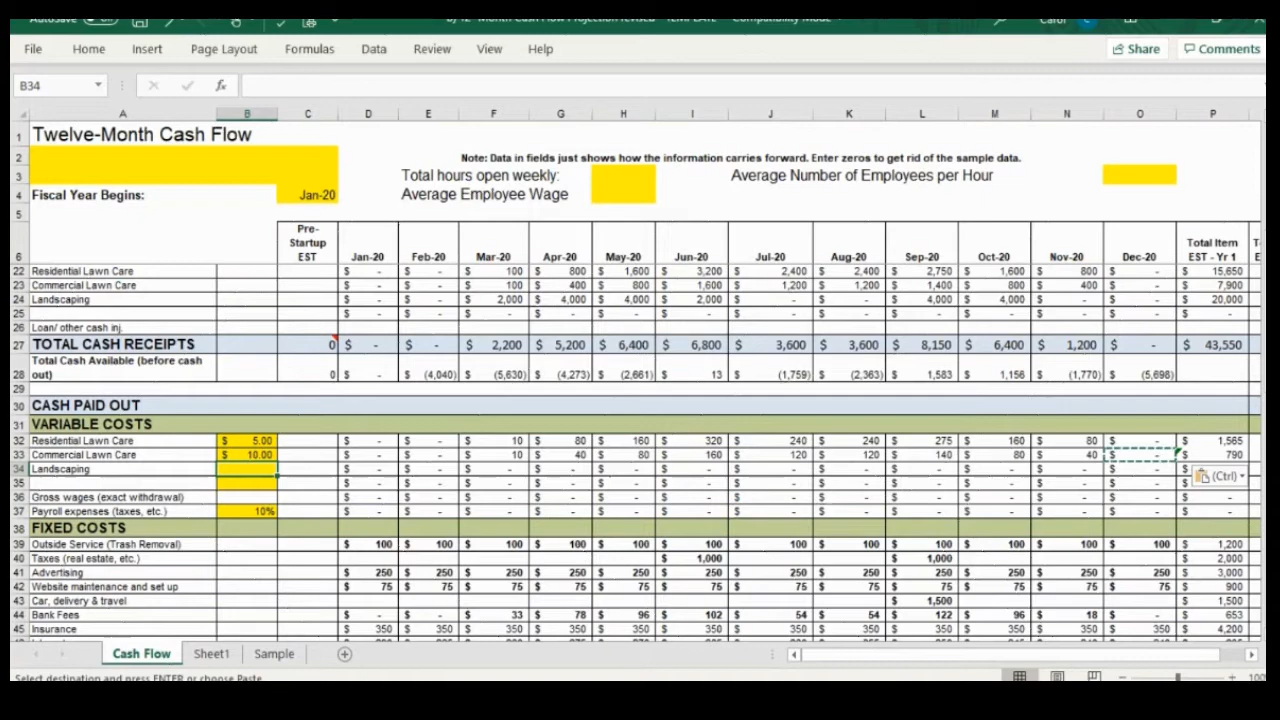 File Home Insert Page Layout Formulas Data Review View Help Share Comments
B34 fx
A B C D E F G H I J K L M N O P
1 Twelve-Month Cash Flow
2 Note: Data in fields just shows how the information carries forward. Enter zeros to get rid of the sample data.
3 Total hours open weekly: Average Number of Employees per Hour
4 Fiscal Year Begins: Jan-20 Average Employee Wage
5
6 Pre-Startup EST Jan-20 Feb-20 Mar-20 Apr-20 May-20 Jun-20 Jul-20 Aug-20 Sep-20 Oct-20 Nov-20 Dec-20 Total Item EST - Yr 1
22 Residential Lawn Care $ - $ - $ 100 $ 800 $ 1,600 $ 3,200 $ 2,400 $ 2,400 $ 2,750 $ 1,600 $ 800 $ - $ 15,650
23 Commercial Lawn Care $ - $ - $ 100 $ 400 $ 800 $ 1,600 $ 1,200 $ 1,200 $ 1,400 $ 800 $ 400 $ - $ 7,900
24 Landscaping $ - $ - $ 2,000 $ 4,000 $ 4,000 $ 2,000 $ - $ - $ 4,000 $ 4,000 $ - $ - $ 20,000
25 $ - $ - $ - $ - $ - $ - $ - $ - $ - $ - $ - $ - $ -
26 Loan/ other cash inj.
27 TOTAL CASH RECEIPTS 0 $ - $ - $ 2,200 $ 5,200 $ 6,400 $ 6,800 $ 3,600 $ 3,600 $ 8,150 $ 6,400 $ 1,200 $ - $ 43,550
28 Total Cash Available (before cash out) 0 $ - $ (4,040) $ (5,630) $ (4,273) $ (2,661) $ 13 $ (1,759) $ (2,363) $ 1,583 $ 1,156 $ (1,770) $ (5,698)
29
30 CASH PAID OUT
31 VARIABLE COSTS
32 Residential Lawn Care $ 5.00 $ - $ - $ 10 $ 80 $ 160 $ 320 $ 240 $ 240 $ 275 $ 160 $ 80 $ - $ 1,565
33 Commercial Lawn Care $ 10.00 $ - $ - $ 10 $ 40 $ 80 $ 160 $ 120 $ 120 $ 140 $ 80 $ 40 $ - $ 790
34 Landscaping $ - $ - $ - $ - $ - $ - $ - $ - $ - $ - $ - $ - $ (Ctrl)
35 $ - $ - $ - $ - $ - $ - $ - $ - $ - $ - $ - $ - $ -
36 Gross wages (exact withdrawal) $ - $ - $ - $ - $ - $ - $ - $ - $ - $ - $ - $ - $ -
37 Payroll expenses (taxes, etc.) 10% $ - $ - $ - $ - $ - $ - $ - $ - $ - $ - $ - $ - $ -
38 FIXED COSTS
39 Outside Service (Trash Removal) $ 100 $ 100 $ 100 $ 100 $ 100 $ 100 $ 100 $ 100 $ 100 $ 100 $ 100 $ 100 $ 1,200
40 Taxes (real estate, etc.) $ 1,000 $ 1,000 $ 2,000
41 Advertising $ 250 $ 250 $ 250 $ 250 $ 250 $ 250 $ 250 $ 250 $ 250 $ 250 $ 250 $ 250 $ 3,000
42 Website maintenance and set up $ 75 $ 75 $ 75 $ 75 $ 75 $ 75 $ 75 $ 75 $ 75 $ 75 $ 75 $ 75 $ 900
43 Car, delivery & travel $ 1,500 $ 1,500
44 Bank Fees $ - $ - $ 33 $ 78 $ 96 $ 102 $ 54 $ 54 $ 122 $ 96 $ 18 $ - $ 653
45 Insurance $ 350 $ 350 $ 350 $ 350 $ 350 $ 350 $ 350 $ 350 $ 350 $ 350 $ 350 $ 350 $ 4,200
Cash Flow Sheet1 Sample
Select destination and press ENTER or choose Paste